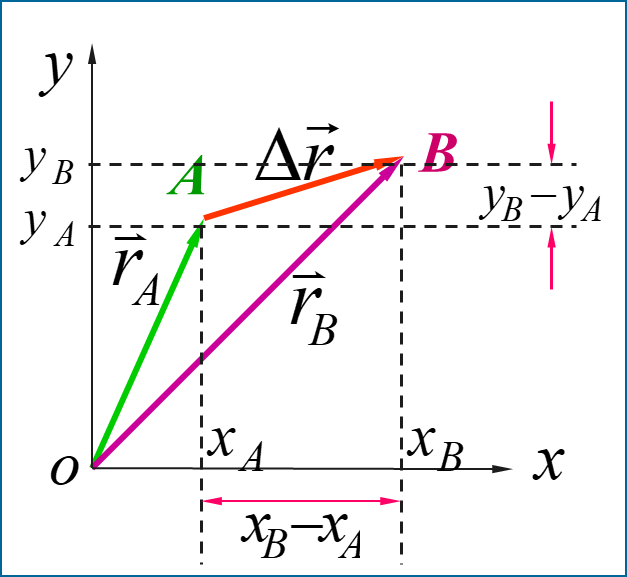 y
y_B
A
Δr⃗
B
y_B−y_A
y_A
r⃗_A
r⃗_B
x_A
x_B
o
x
x_B−x_A